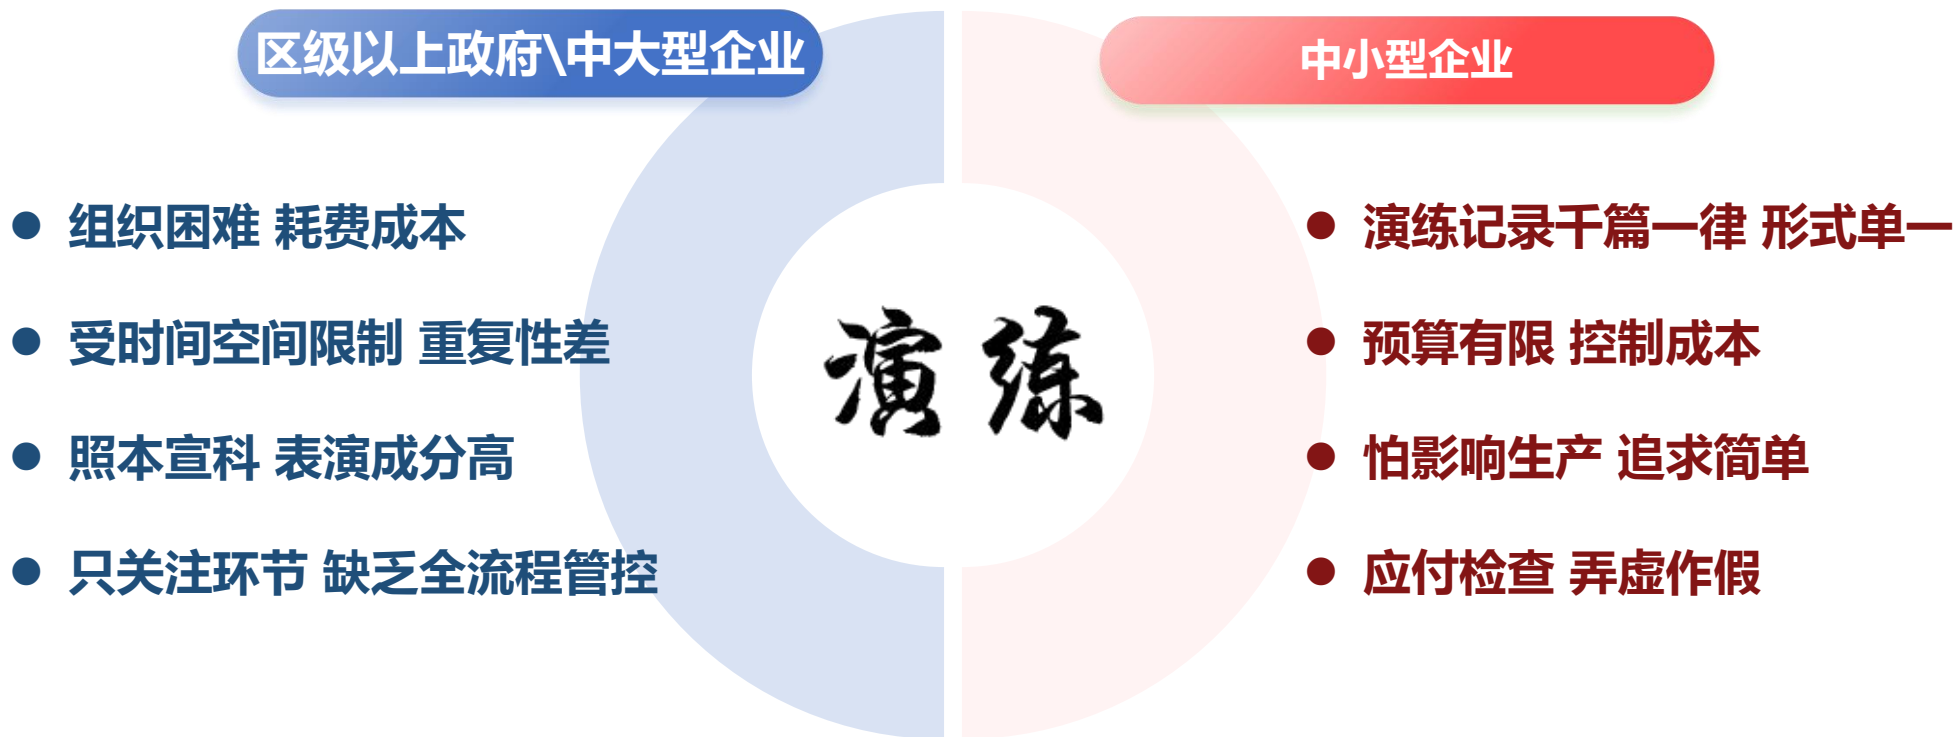 区级以上政府\中大型企业
组织困难 耗费成本
受时间空间限制 重复性差
照本宣科 表演成分高
只关注环节 缺乏全流程管控
演练
中小型企业
演练记录千篇一律 形式单一
预算有限 控制成本
怕影响生产 追求简单
应付检查 弄虚作假